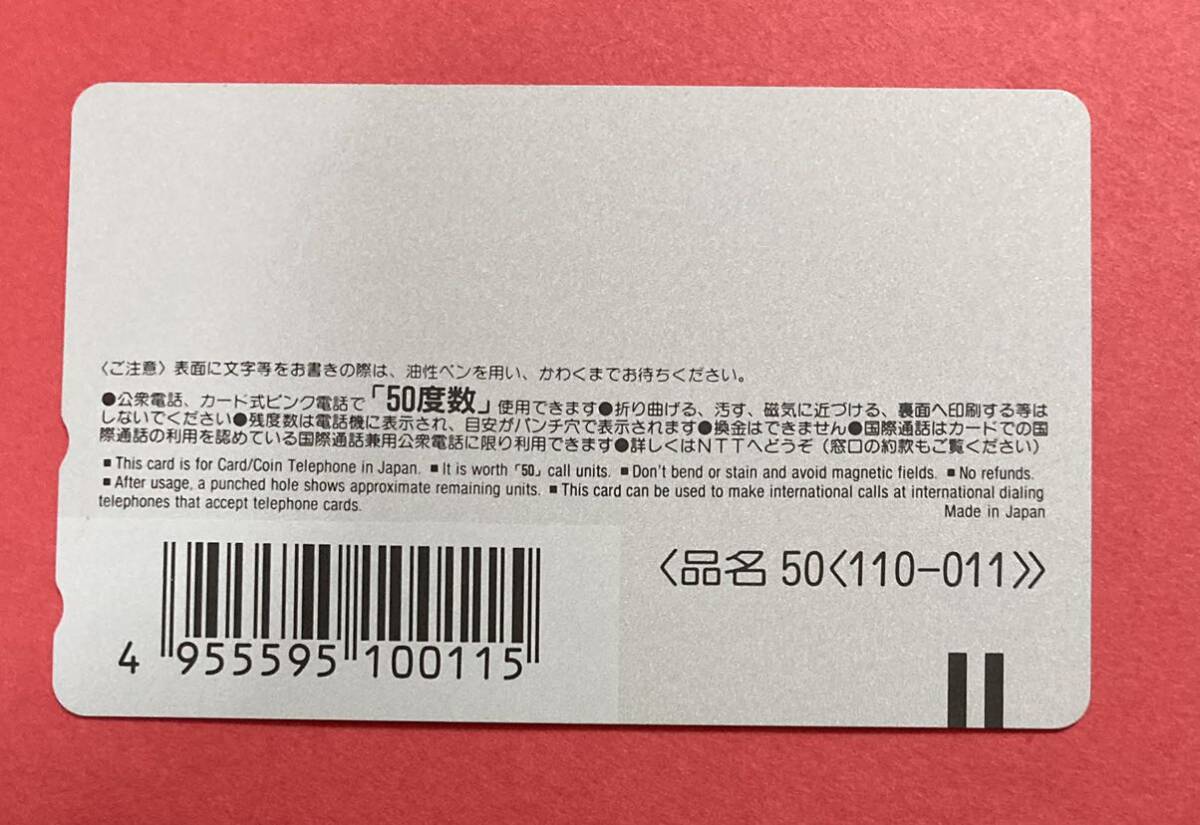 〈ご注意〉表面に文字等をお書きの際は、油性ペンを用い、かわくまでお待ちください。
●公衆電話、カード式ピンク電話で「50度数」使用できます●折り曲げる、汚す、磁気に近づける、裏面へ印刷する等は
しないでください●残度数は電話機に表示され、目安がパンチ穴で表示されます●換金はできません●国際通話はカードでの国
際通話の利用を認めている国際通話兼用公衆電話に限り利用できます●詳しくはNTTへどうぞ（窓口の約款もご覧ください）
■This card is for Card/Coin Telephone in Japan. ■It is worth「50」call units. ■Don't bend or stain and avoid magnetic fields. ■No refunds.
■After usage, a punched hole shows approximate remaining units. ■This card can be used to make international calls at international dialing
telephones that accept telephone cards.
Made in Japan
〈品名 50〈110-011〉〉
4 955595 100115